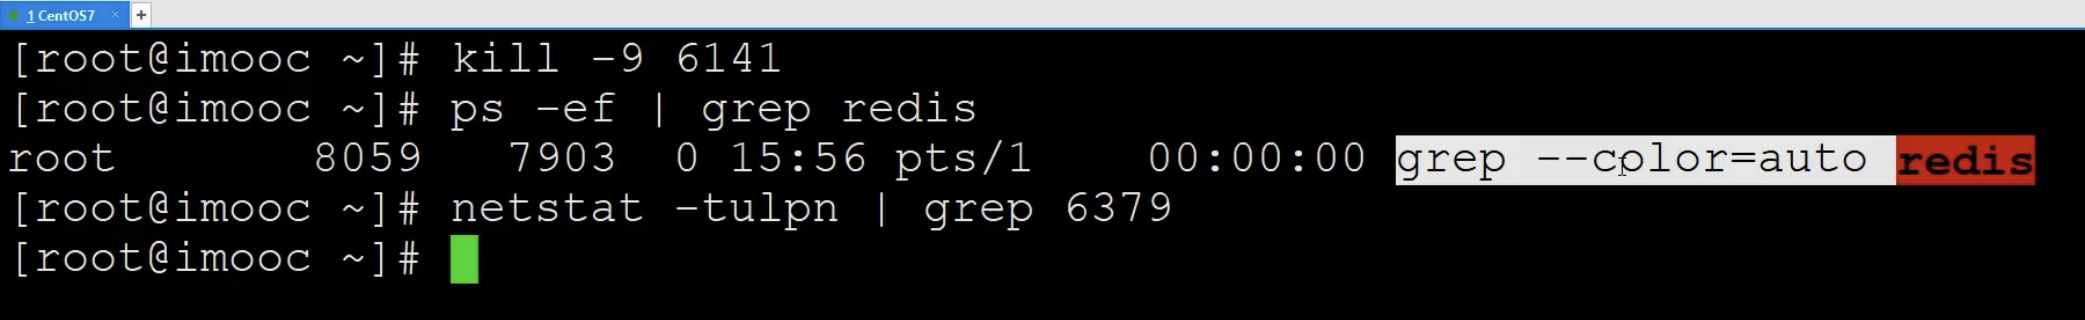 1 CentOS7 × +
[root@imooc ~]# kill -9 6141
[root@imooc ~]# ps -ef | grep redis
root 8059 7903 0 15:56 pts/1 00:00:00 grep --color=auto redis
[root@imooc ~]# netstat -tulpn | grep 6379
[root@imooc ~]#